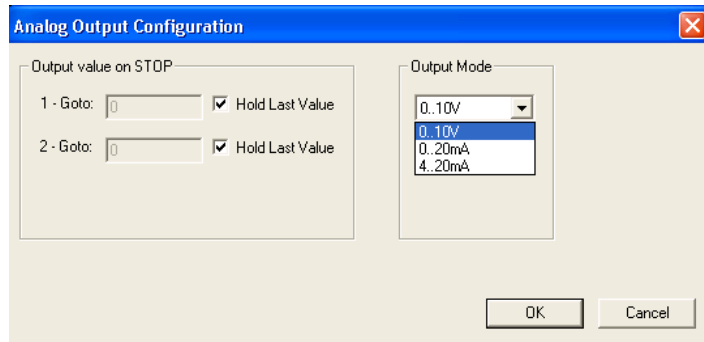 Analog Output Configuration
Output value on STOP
1 - Goto: 0 Hold Last Value
2 - Goto: 0 Hold Last Value
Output Mode
0..10V
0..10V
0..20mA
4..20mA
OK Cancel